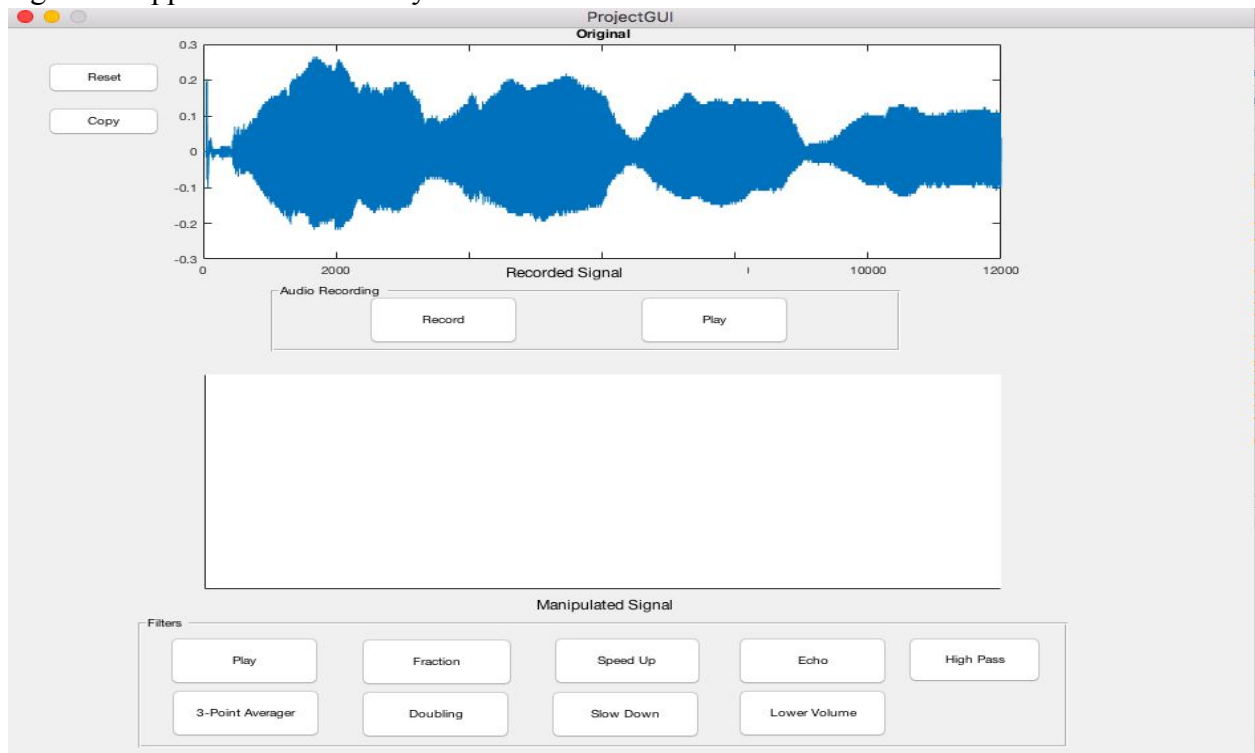 ProjectGUI
Original
Reset
Copy
0.3
0.2
0.1
0
-0.1
-0.2
-0.3
0 2000 10000 12000
Recorded Signal
Audio Recording
Record Play
Manipulated Signal
Filters
Play Fraction Speed Up Echo High Pass
3-Point Averager Doubling Slow Down Lower Volume